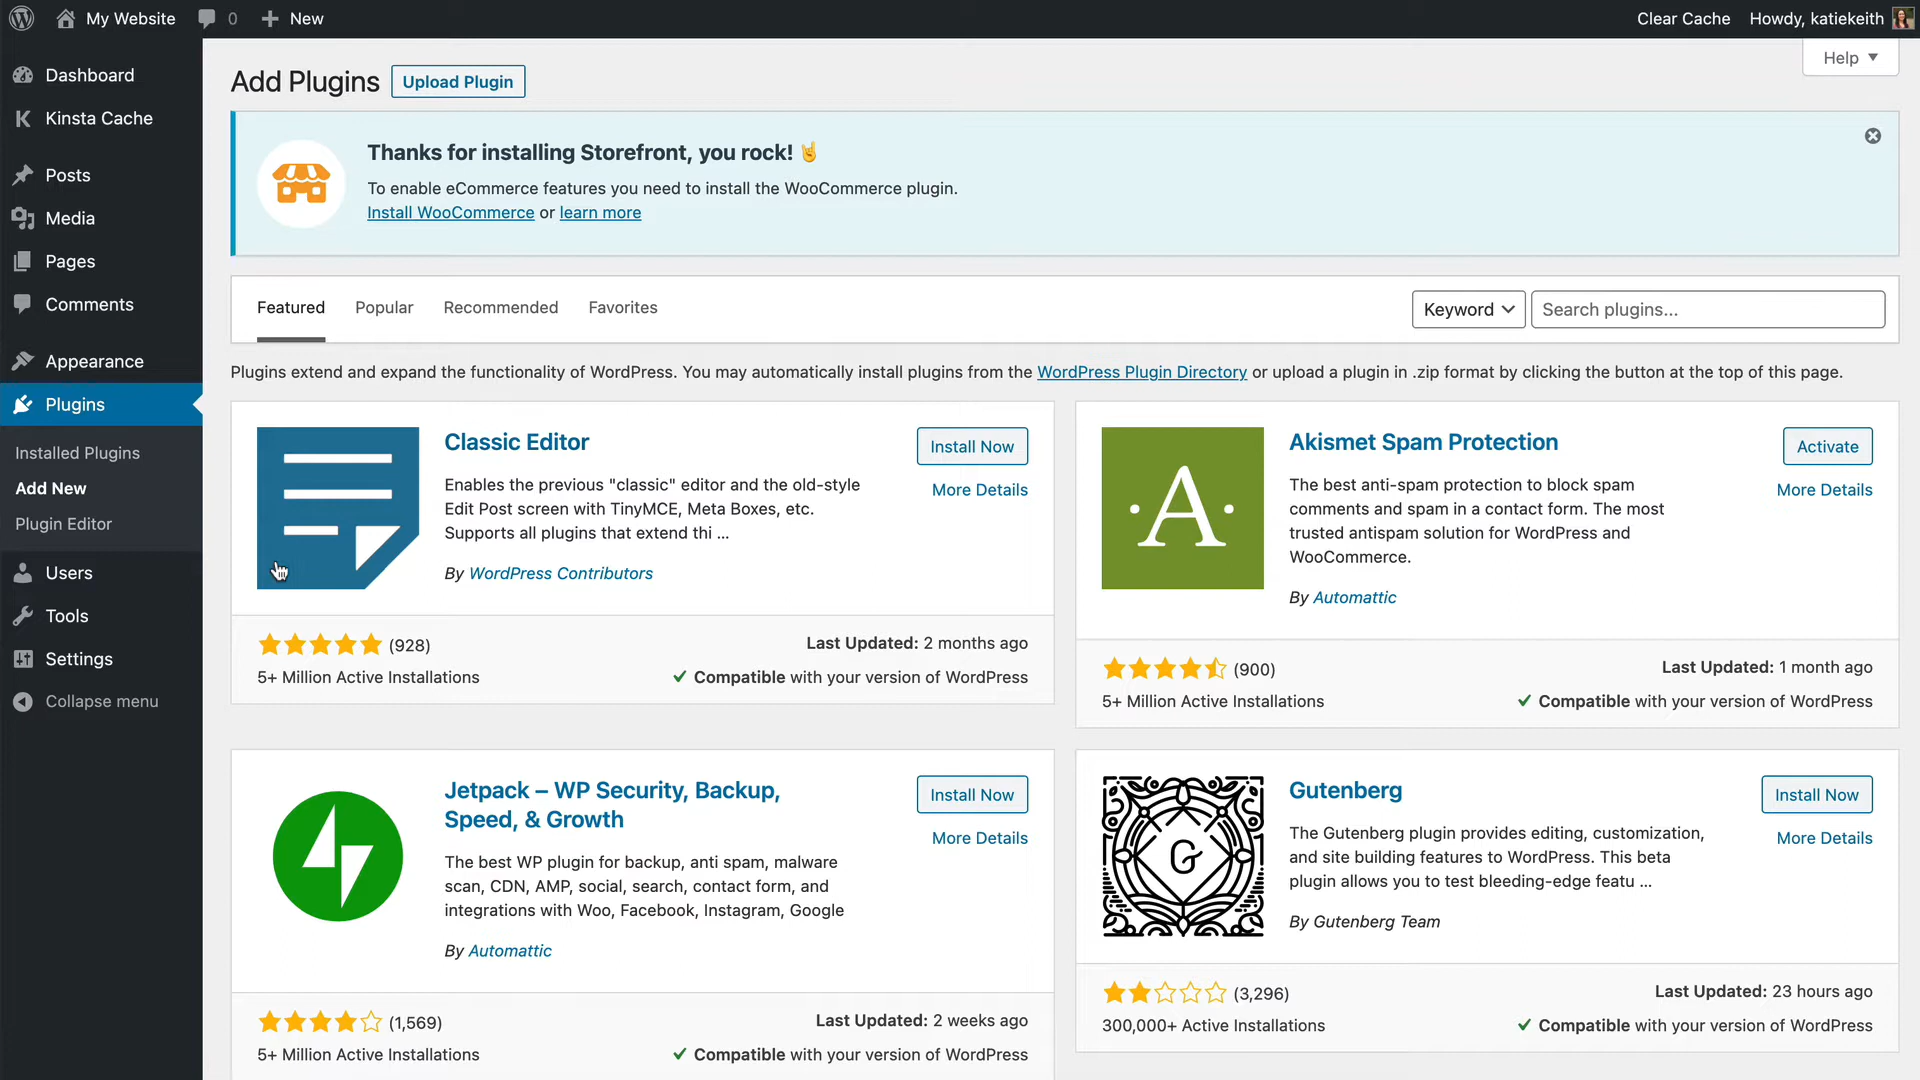 My Website
0
New
Clear Cache
Howdy, katiekeith
Dashboard
Kinsta Cache
Posts
Media
Pages
Comments
Appearance
Plugins
Installed Plugins
Add New
Plugin Editor
Users
Tools
Settings
Collapse menu
Help
Add Plugins
Upload Plugin
Thanks for installing Storefront, you rock! 🤘
To enable eCommerce features you need to install the WooCommerce plugin.
Install WooCommerce or learn more
Featured
Popular
Recommended
Favorites
Keyword
Search plugins...
Plugins extend and expand the functionality of WordPress. You may automatically install plugins from the WordPress Plugin Directory or upload a plugin in .zip format by clicking the button at the top of this page.
Classic Editor
Install Now
More Details
Enables the previous "classic" editor and the old-style
Edit Post screen with TinyMCE, Meta Boxes, etc.
Supports all plugins that extend thi ...
By WordPress Contributors
(928)
5+ Million Active Installations
Last Updated: 2 months ago
Compatible with your version of WordPress
A
Akismet Spam Protection
Activate
More Details
The best anti-spam protection to block spam
comments and spam in a contact form. The most
trusted antispam solution for WordPress and
WooCommerce.
By Automattic
(900)
5+ Million Active Installations
Last Updated: 1 month ago
Compatible with your version of WordPress
Jetpack – WP Security, Backup,
Speed, & Growth
Install Now
More Details
The best WP plugin for backup, anti spam, malware
scan, CDN, AMP, social, search, contact form, and
integrations with Woo, Facebook, Instagram, Google
By Automattic
(1,569)
5+ Million Active Installations
Last Updated: 2 weeks ago
Compatible with your version of WordPress
G
Gutenberg
Install Now
More Details
The Gutenberg plugin provides editing, customization,
and site building features to WordPress. This beta
plugin allows you to test bleeding-edge featu ...
By Gutenberg Team
(3,296)
300,000+ Active Installations
Last Updated: 23 hours ago
Compatible with your version of WordPress